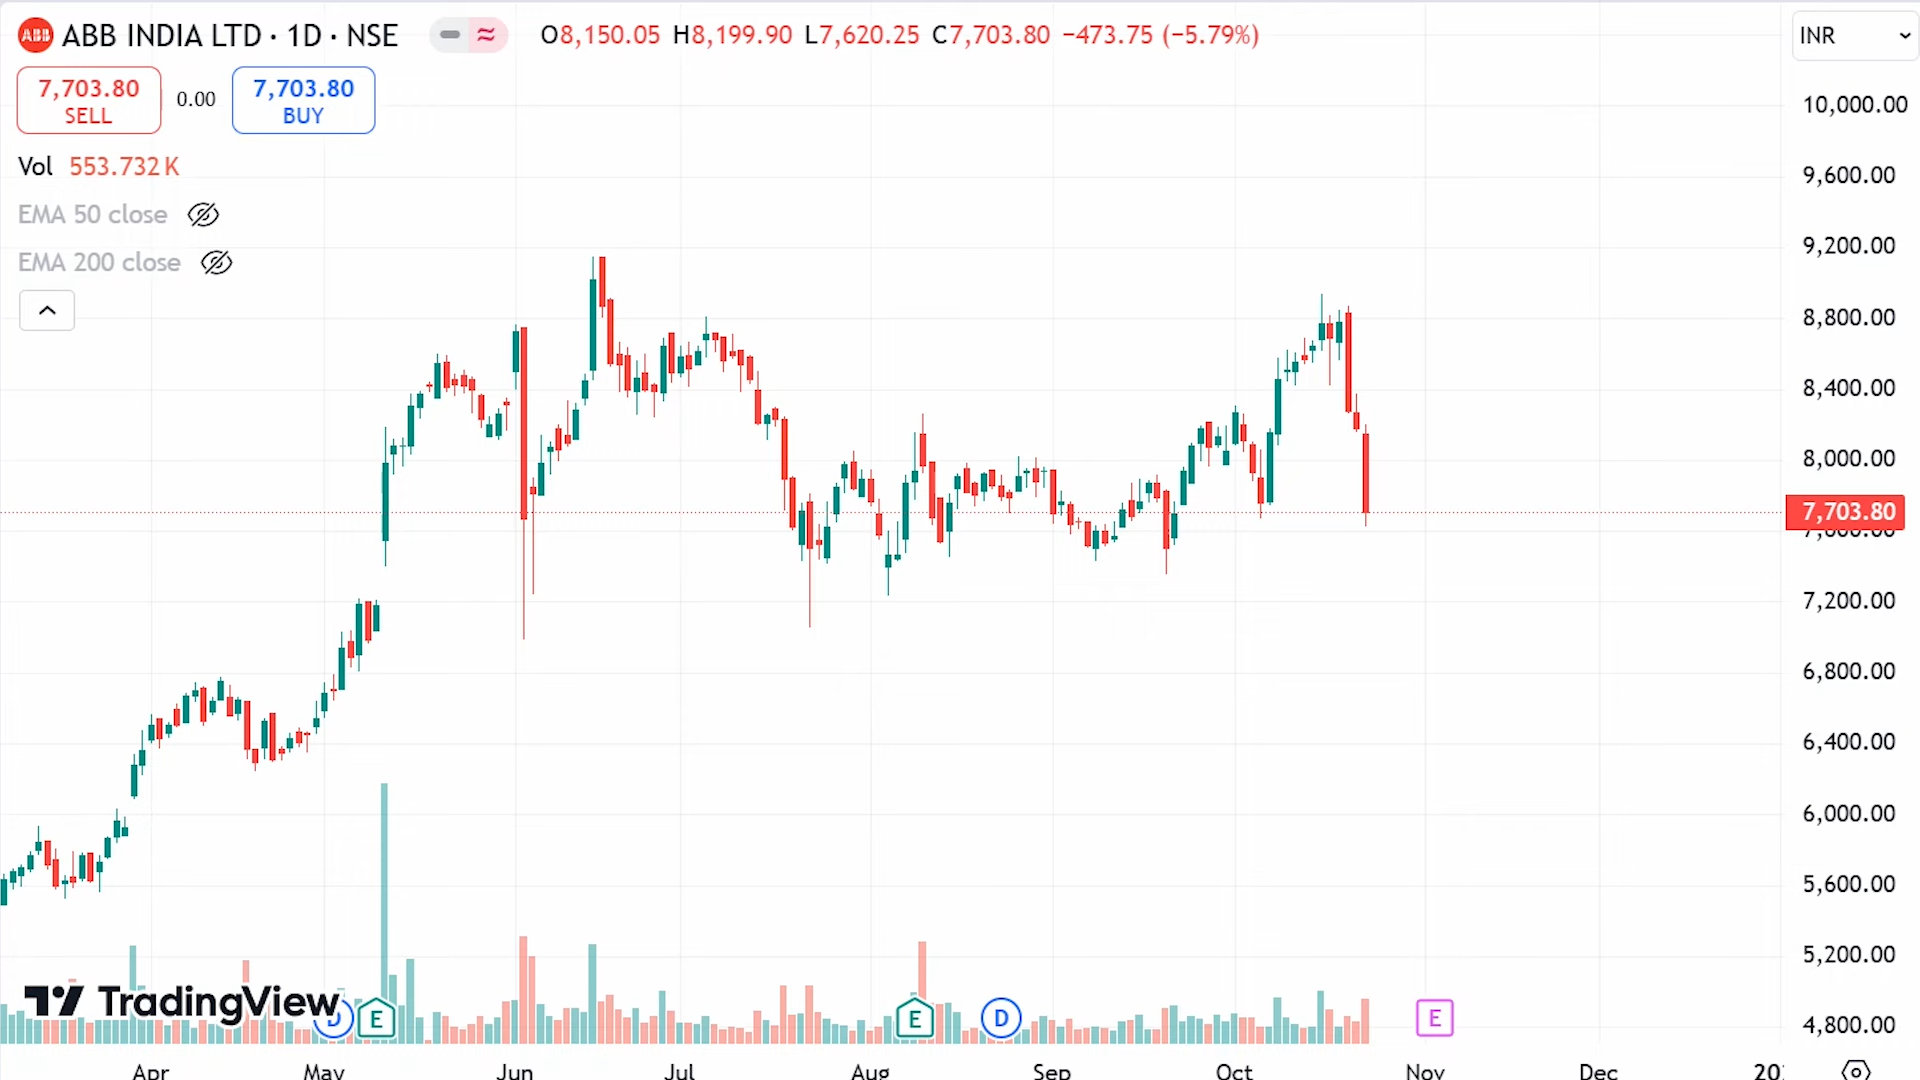 ABB ABB INDIA LTD · 1D · NSE O8,150.05 H8,199.90 L7,620.25 C7,703.80 −473.75 (−5.79%) INR
7,703.80 0.00 7,703.80
SELL BUY
Vol 553.732 K
EMA 50 close
EMA 200 close
10,000.00
9,600.00
9,200.00
8,800.00
8,400.00
8,000.00
7,703.80
7,200.00
6,800.00
6,400.00
6,000.00
5,600.00
5,200.00
4,800.00
TradingView
D E E D E
Apr May Jun Jul Aug Sep Oct Nov Dec